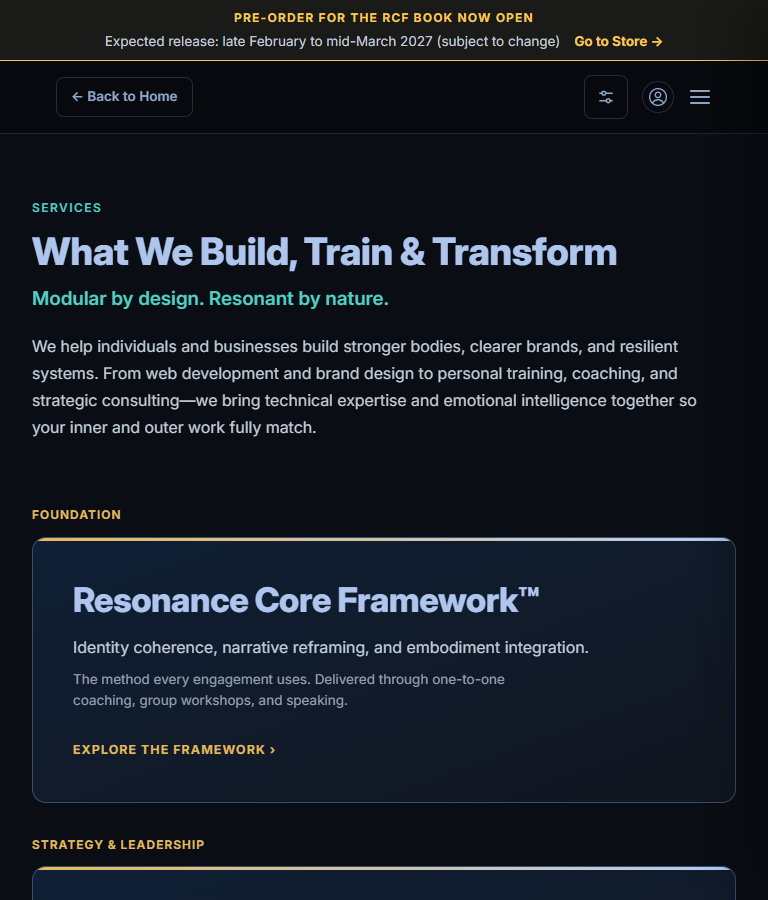 PRE-ORDER FOR THE RCF BOOK NOW OPEN
Expected release: late February to mid-March 2027 (subject to change) Go to Store →
← Back to Home
SERVICES
What We Build, Train & Transform
Modular by design. Resonant by nature.
We help individuals and businesses build stronger bodies, clearer brands, and resilient
systems. From web development and brand design to personal training, coaching, and
strategic consulting—we bring technical expertise and emotional intelligence together so
your inner and outer work fully match.
FOUNDATION
Resonance Core Framework™
Identity coherence, narrative reframing, and embodiment integration.
The method every engagement uses. Delivered through one-to-one
coaching, group workshops, and speaking.
EXPLORE THE FRAMEWORK ›
STRATEGY & LEADERSHIP